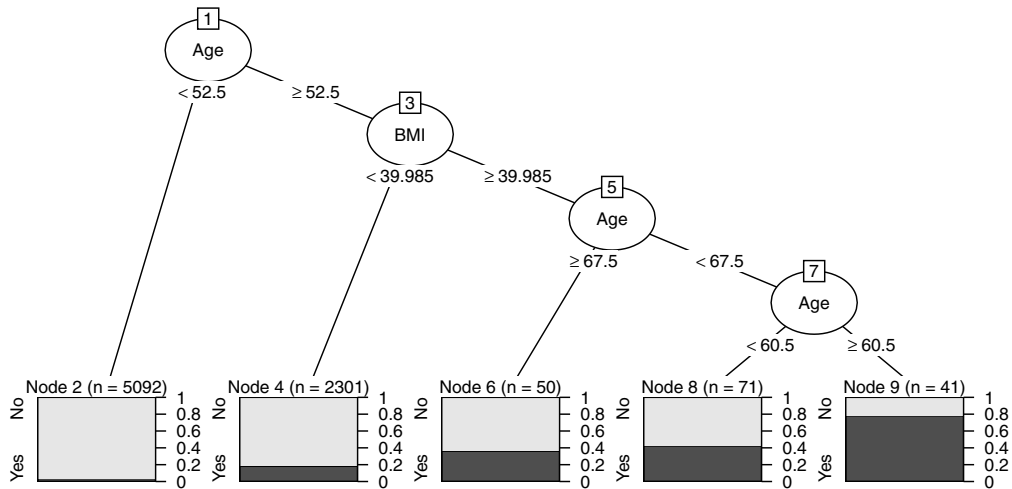 1
Age
< 52.5
≥ 52.5
3
BMI
< 39.985
≥ 39.985
5
Age
≥ 67.5
< 67.5
7
Age
< 60.5
≥ 60.5
Node 2 (n = 5092)
No
Yes
1
0.8
0.6
0.4
0.2
0
Node 4 (n = 2301)
No
Yes
1
0.8
0.6
0.4
0.2
0
Node 6 (n = 50)
No
Yes
1
0.8
0.6
0.4
0.2
0
Node 8 (n = 71)
No
Yes
1
0.8
0.6
0.4
0.2
0
Node 9 (n = 41)
No
Yes
1
0.8
0.6
0.4
0.2
0